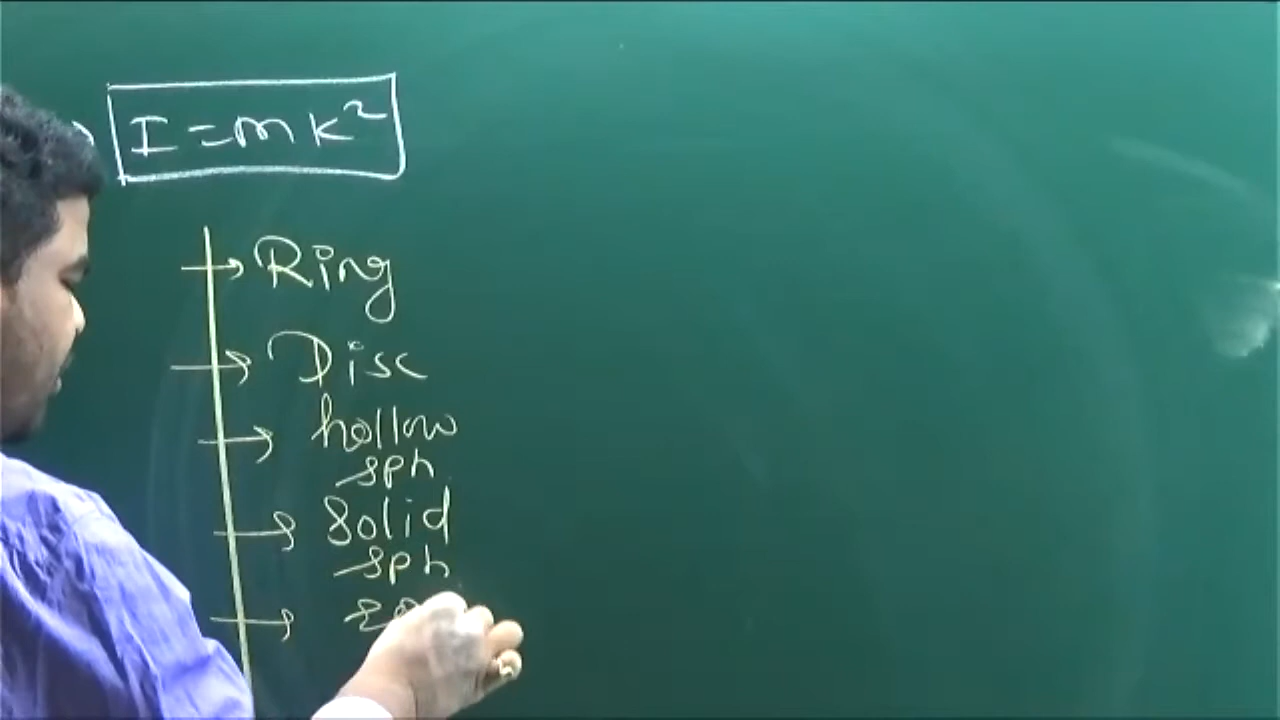 I = mk²
→ Ring
→ Disc
→ hollow
sph.
→ Solid
sph
→